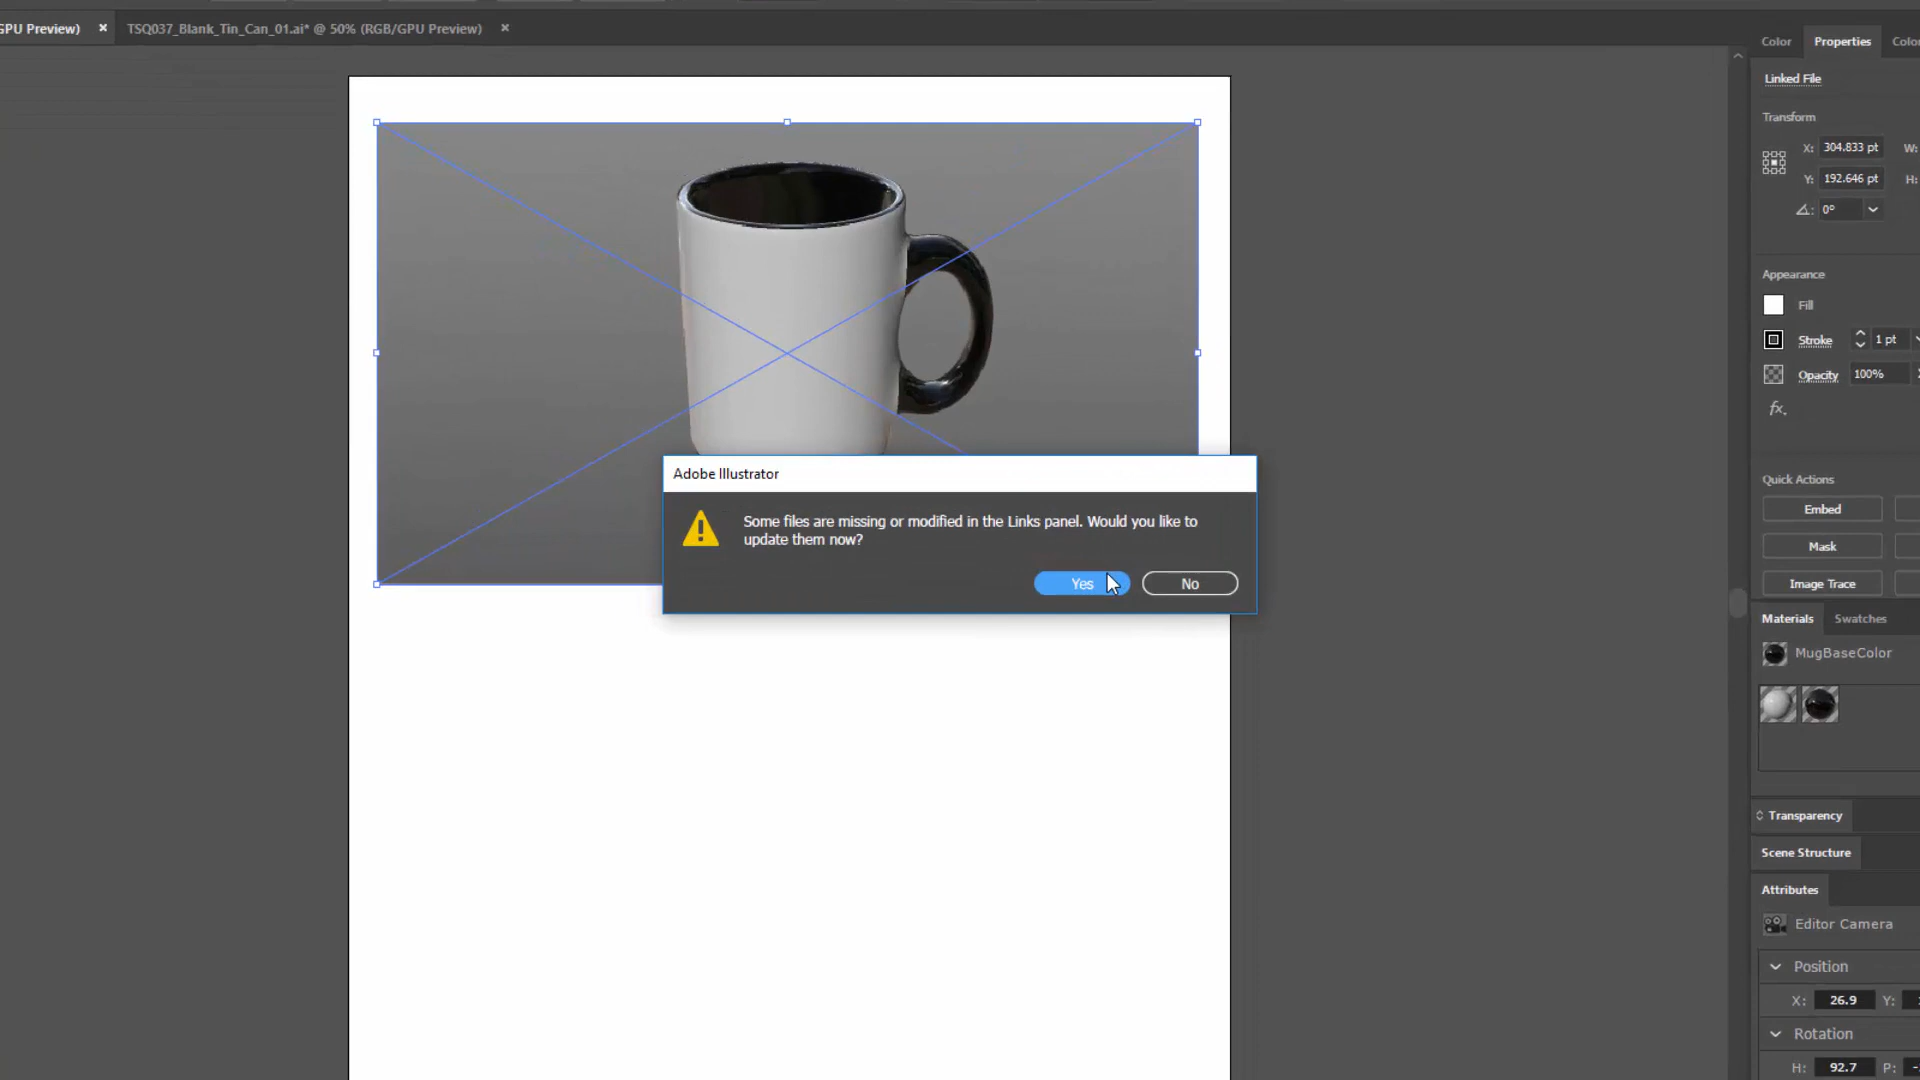 GPU Preview) ×
TSQ037_Blank_Tin_Can_01.ai* @ 50% (RGB/GPU Preview) ×
Color
Properties
Linked File
Transform
X: 304.833 pt W:
Y: 192.646 pt H:
0°
Appearance
Fill
Stroke 1 pt
Opacity 100%
fx.
Quick Actions
Embed
Mask
Image Trace
Adobe Illustrator
Some files are missing or modified in the Links panel. Would you like to
update them now?
Yes No
Materials Swatches
MugBaseColor
Transparency
Scene Structure
Attributes
Editor Camera
Position
X: 26.9 Y:
Rotation
H: 92.7 P: